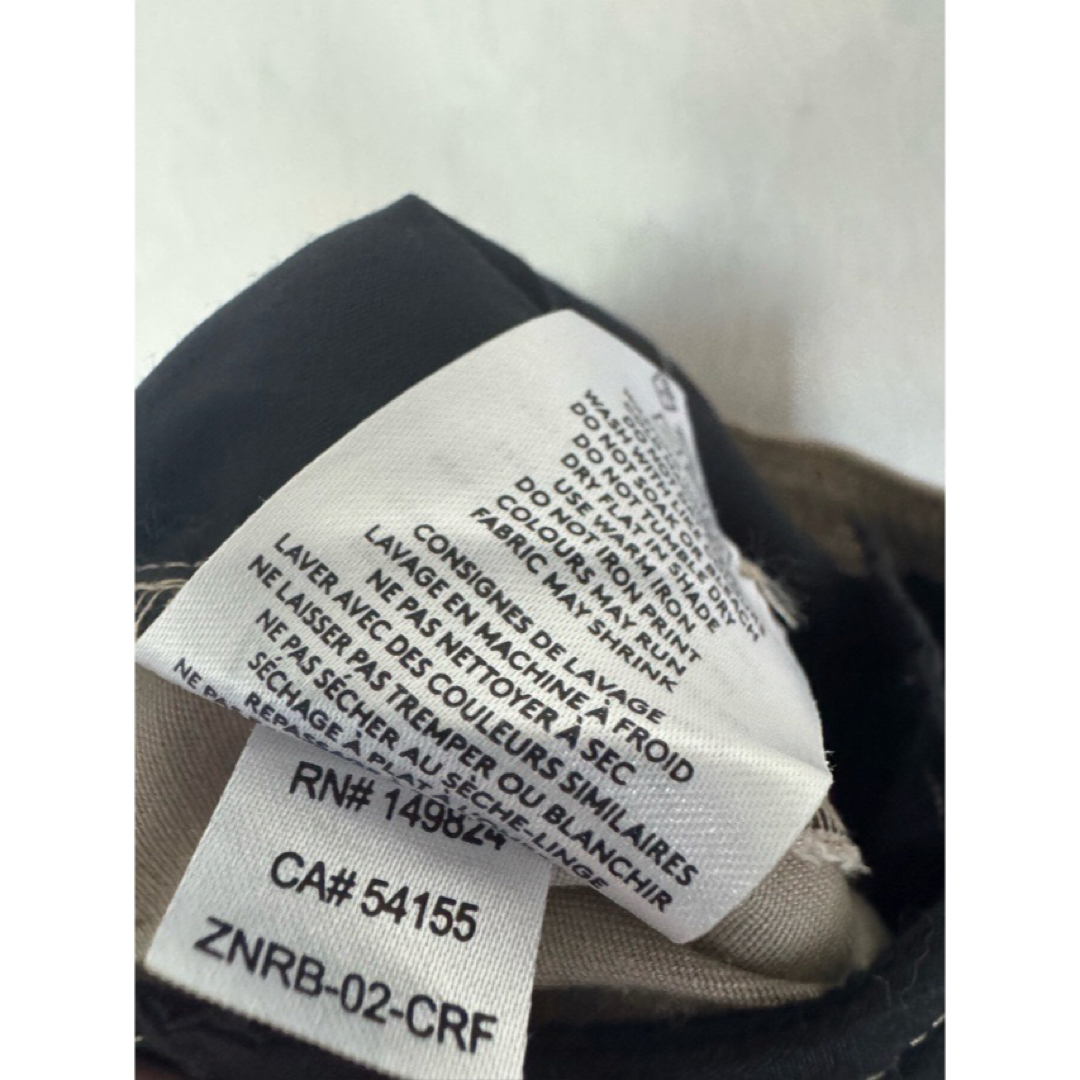 WASH WITH
DO NOT SOAK OR BLEACH
DO NOT TUMBLE DRY
DRY FLAT IN SHADE
USE WARM IRON
DO NOT IRON PRINT
COLOURS MAY RUN
FABRIC MAY SHRINK
CONSIGNES DE LAVAGE
LAVAGE EN MACHINE À FROID
NE PAS NETTOYER À SEC
LAVER AVEC DES COULEURS SIMILAIRES
NE LAISSER PAS TREMPER OU BLANCHIR
NE PAS SÉCHER AU SÈCHE-LINGE
SÉCHAGE À PLAT
REPASSA
NE PA
RN# 149824
CA# 54155
ZNRB-02-CRF